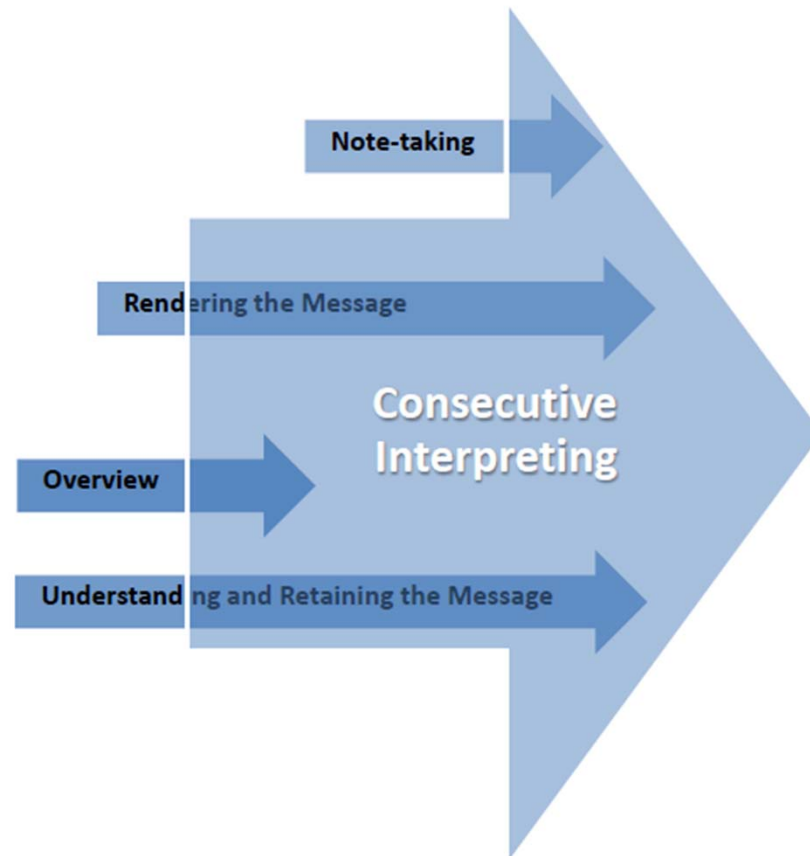 Note-taking
Rendering the Message
Consecutive
Interpreting
Overview
Understanding and Retaining the Message